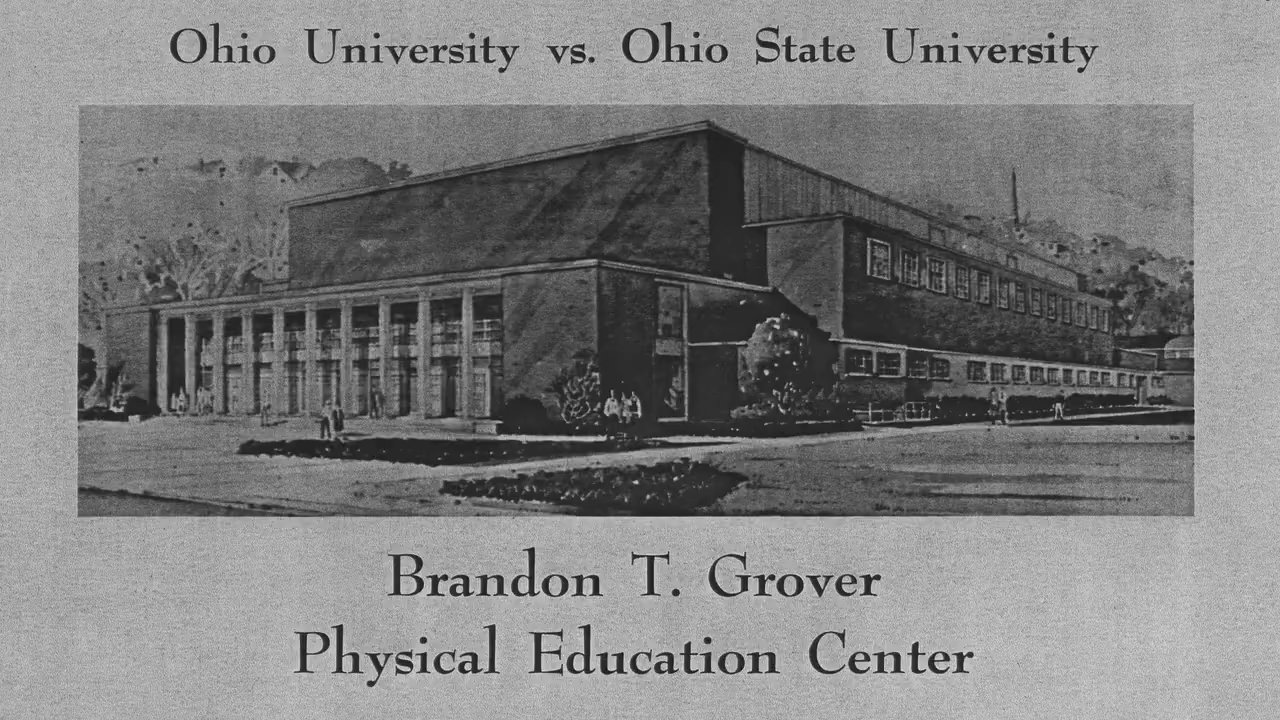 Ohio University vs. Ohio State University
Brandon T. Grover
Physical Education Center